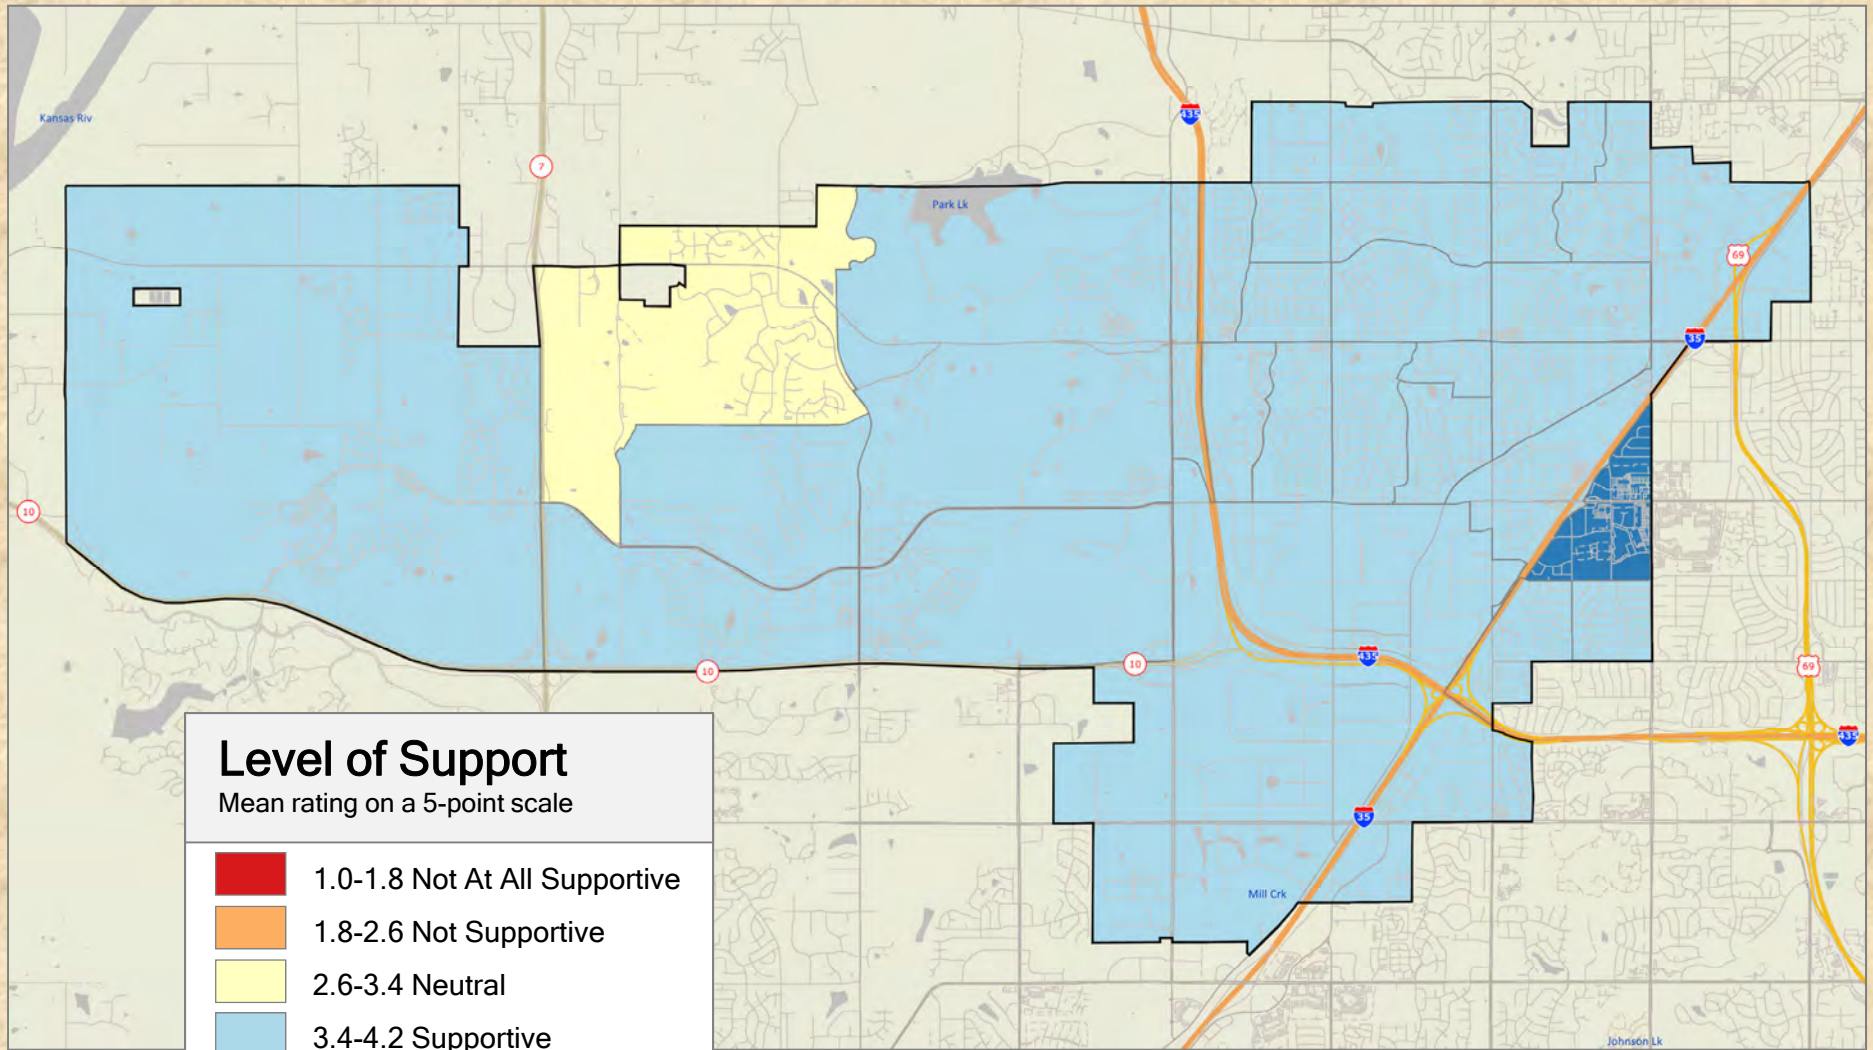 435
Kansas Riv
7
Park Lk
69
35
10
435
10
10
69
435
35
Mill Crk
Johnson Lk
Level of Support
Mean rating on a 5-point scale
1.0-1.8 Not At All Supportive
1.8-2.6 Not Supportive
2.6-3.4 Neutral
3.4-4.2 Supportive